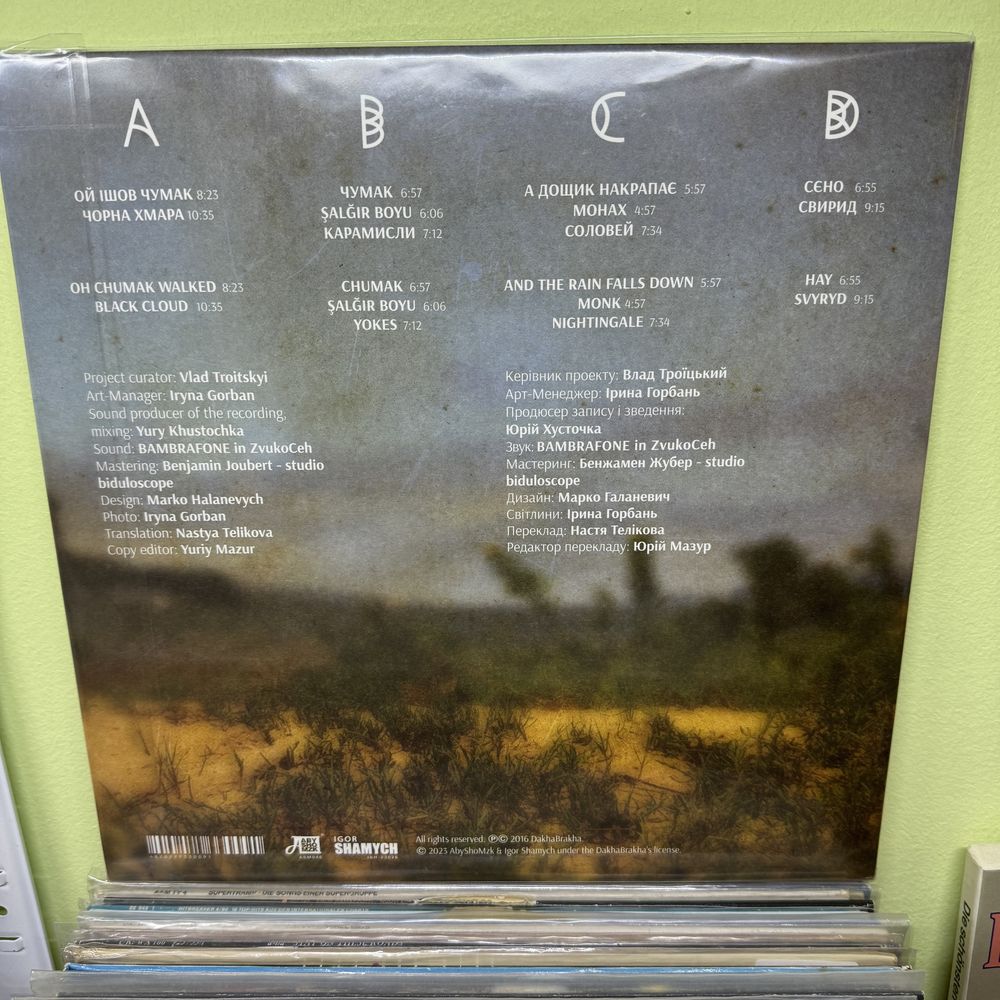 A
B
C
D
ОЙ ІШОВ ЧУМАК 8:23
ЧОРНА ХМАРА 10:35
ЧУМАК 6:57
ŞALĞIR BOYU 6:06
КАРАМИСЛИ 7:12
А ДОЩИК НАКРАПАЄ 5:57
МОНАХ 4:57
СОЛОВЕЙ 7:34
СЄНО 6:55
СВИРИД 9:15
OH CHUMAK WALKED 8:23
BLACK CLOUD 10:35
CHUMAK 6:57
ŞALĞIR BOYU 6:06
YOKES 7:12
AND THE RAIN FALLS DOWN 5:57
MONK 4:57
NIGHTINGALE 7:34
HAY 6:55
SVYRYD 9:15
Project curator: Vlad Troitskyi
Art-Manager: Iryna Gorban
Sound producer of the recording,
mixing: Yury Khustochka
Sound: BAMBRAFONE in ZvukoCeh
Mastering: Benjamin Joubert - studio
biduloscope
Design: Marko Halanevych
Photo: Iryna Gorban
Translation: Nastya Telikova
Copy editor: Yuriy Mazur
Керівник проекту: Влад Троїцький
Арт-Менеджер: Ірина Горбань
Продюсер запису і зведення:
Юрій Хусточка
Звук: BAMBRAFONE in ZvukoCeh
Мастеринг: Бенжамен Жубер - studio
biduloscope
Дизайн: Марко Галаневич
Світлини: Ірина Горбань
Переклад: Настя Телікова
Редактор перекладу: Юрій Мазур
IGOR
SHAMYCH
All rights reserved. ℗© 2016 DakhaBrakha.
© 2023 AbyShoMzk & Igor Shamych under the DakhaBrakha's license.
SUPERTRAMP · DIE SONGS EINER SUPERGRUPPE